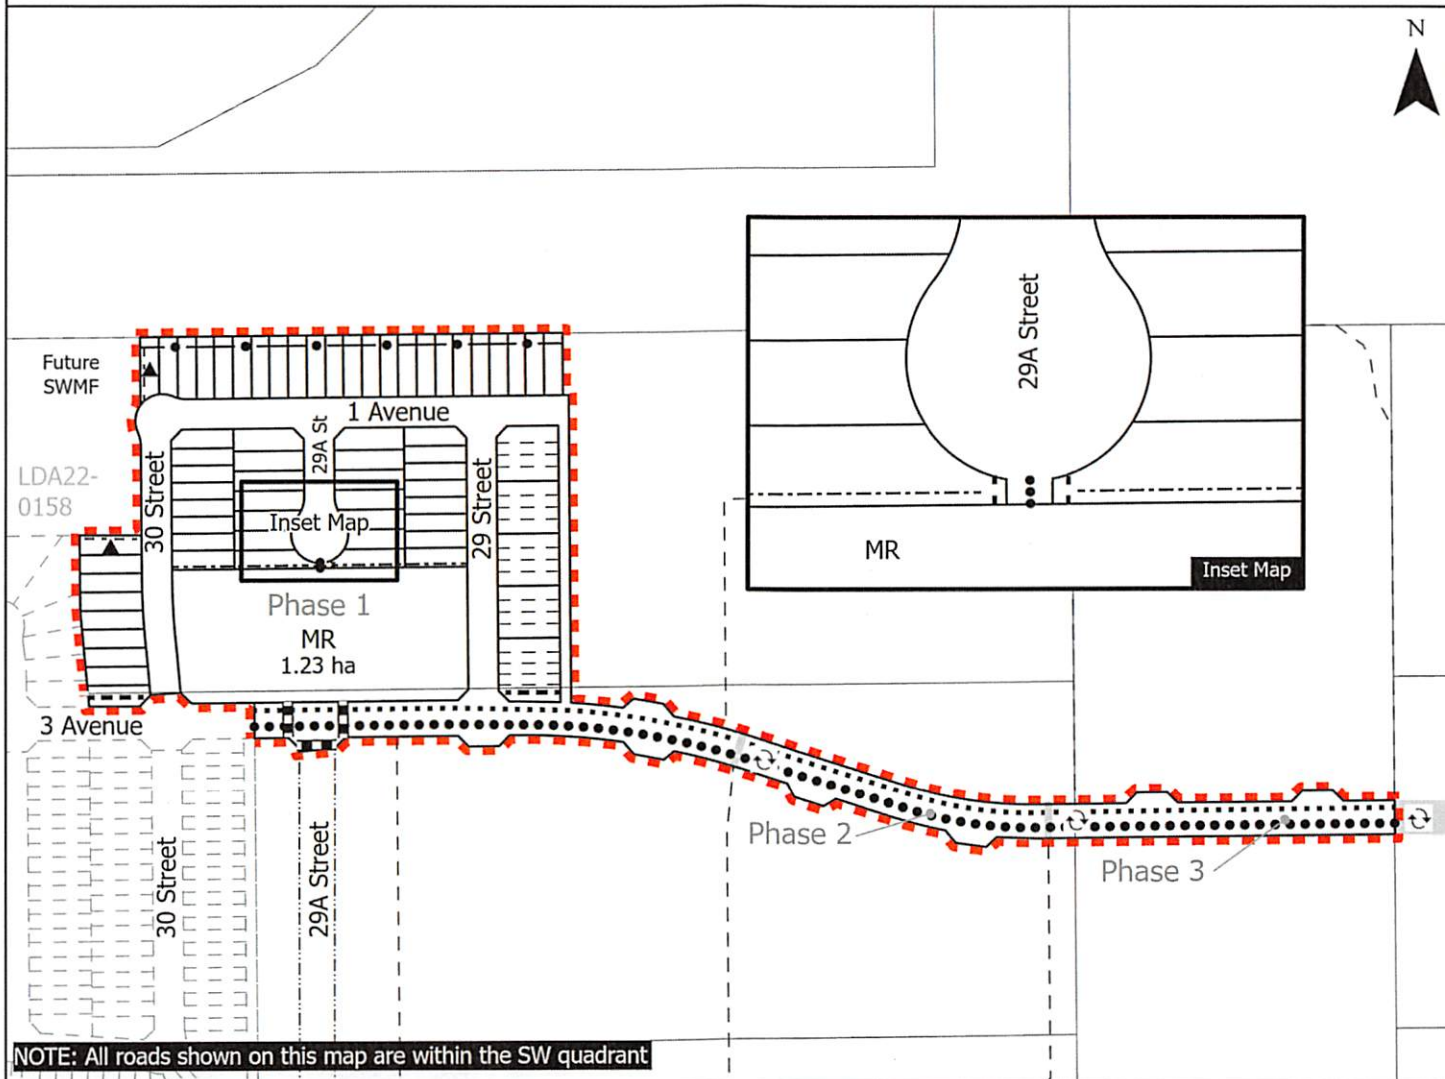 N
Future
SWMF
1 Avenue
29A St
29A Street
30 Street
LDA22-
0158
29 Street
Inset Map
MR
Inset Map
Phase 1
MR
1.23 ha
3 Avenue
Phase 2
Phase 3
30 Street
29A Street
NOTE: All roads shown on this map are within the SW quadrant